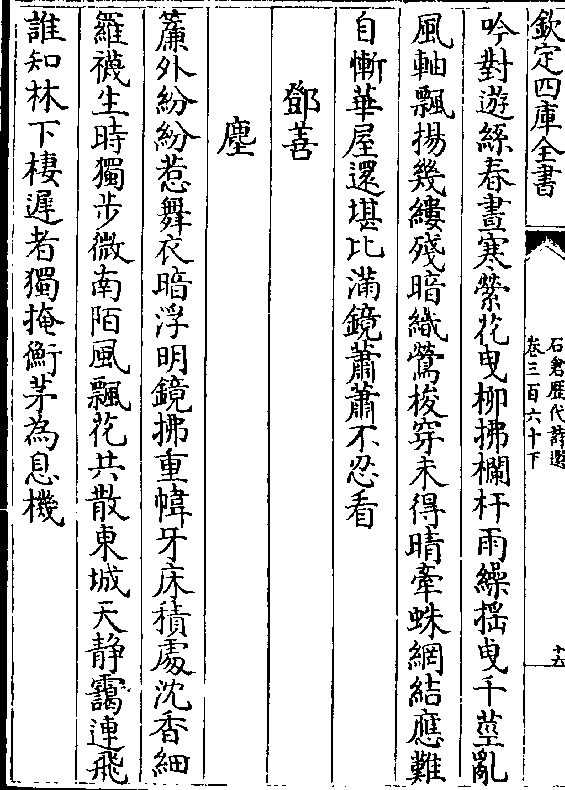 欽定四庫全書
石倉歷代詩選
卷三百六十下
十六
吟對遊絲春晝寒縈花曳柳拂欄杆雨繰揺曳千莖亂
風軸飄揚幾縷殘暗織鶯梭穿未得晴牽蛛網結應難
自慚華屋還堪比滿鏡蕭蕭不忍看
鄧善
塵
簾外紛紛惹舞衣暗浮明鏡拂重幃牙床積處沈香細
羅襪生時獨步微南陌風飄花共散東城天静靄連飛
誰知林下棲遲者獨掩衡茅為息機